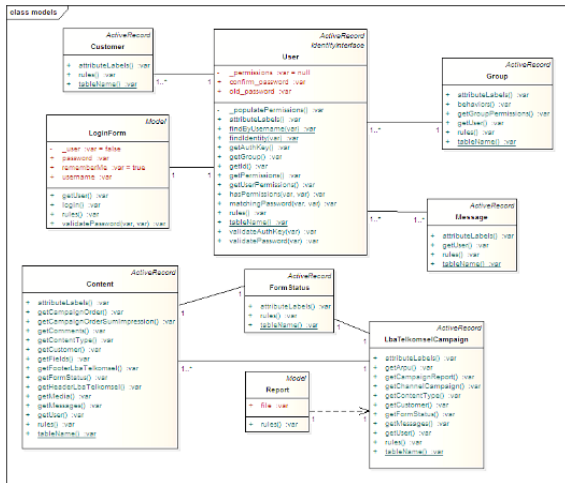 class models
ActiveRecord
Customer
+ attributeLabels() :var
+ rules() :var
+ tableName() :var
1
1..*
ActiveRecord
IdentityInterface
User
- _permissions :var = null
+ confirm_password :var
+ old_password :var
- _populatePermissions() :var
+ attributeLabels() :var
+ findByUsername(var) :var
+ findIdentity(var) :var
+ getAuthKey() :var
+ getGroup() :var
+ getId() :var
+ getPermissions() :var
+ getUserPermissions() :var
+ hasPermissions(var, var) :var
+ matchingPassword(var, var) :var
+ rules() :var
+ tableName() :var
+ validateAuthKey(var) :var
+ validatePassword(var) :var
ActiveRecord
Group
+ attributeLabels() :var
+ behaviors() :var
+ getGroupPermissions() :var
+ getUser() :var
+ rules() :var
+ tableName() :var
1..*
1
Model
LoginForm
- _user :var = false
+ password :var
+ rememberMe :var = true
+ username :var
+ getUser() :var
+ login() :var
+ rules() :var
+ validatePassword(var, var) :var
1
1
ActiveRecord
Message
+ attributeLabels() :var
+ getUser() :var
+ rules() :var
+ tableName() :var
1..*
1..*
ActiveRecord
Content
+ attributeLabels() :var
+ getCampaignOrder() :var
+ getCampaignOrderSumImpression() :var
+ getComments() :var
+ getContentType() :var
+ getCustomer() :var
+ getFields() :var
+ getFooterLbaTelkomsel() :var
+ getFormStatus() :var
+ getHeaderLbaTelkomsel() :var
+ getMedia() :var
+ getMessages() :var
+ getUser() :var
+ rules() :var
+ tableName() :var
1
1
ActiveRecord
FormStatus
+ attributeLabels() :var
+ rules() :var
+ tableName() :var
1
1
ActiveRecord
LbaTelkomselCampaign
+ attributeLabels() :var
+ getArpu() :var
+ getCampaignReport() :var
+ getChannelCampaign() :var
+ getContentType() :var
+ getCustomer() :var
+ getFormStatus() :var
+ getMessages() :var
+ getUser() :var
+ rules() :var
+ tableName() :var
1..*
1
Model
Report
+ file :var
+ rules() :var
1
1